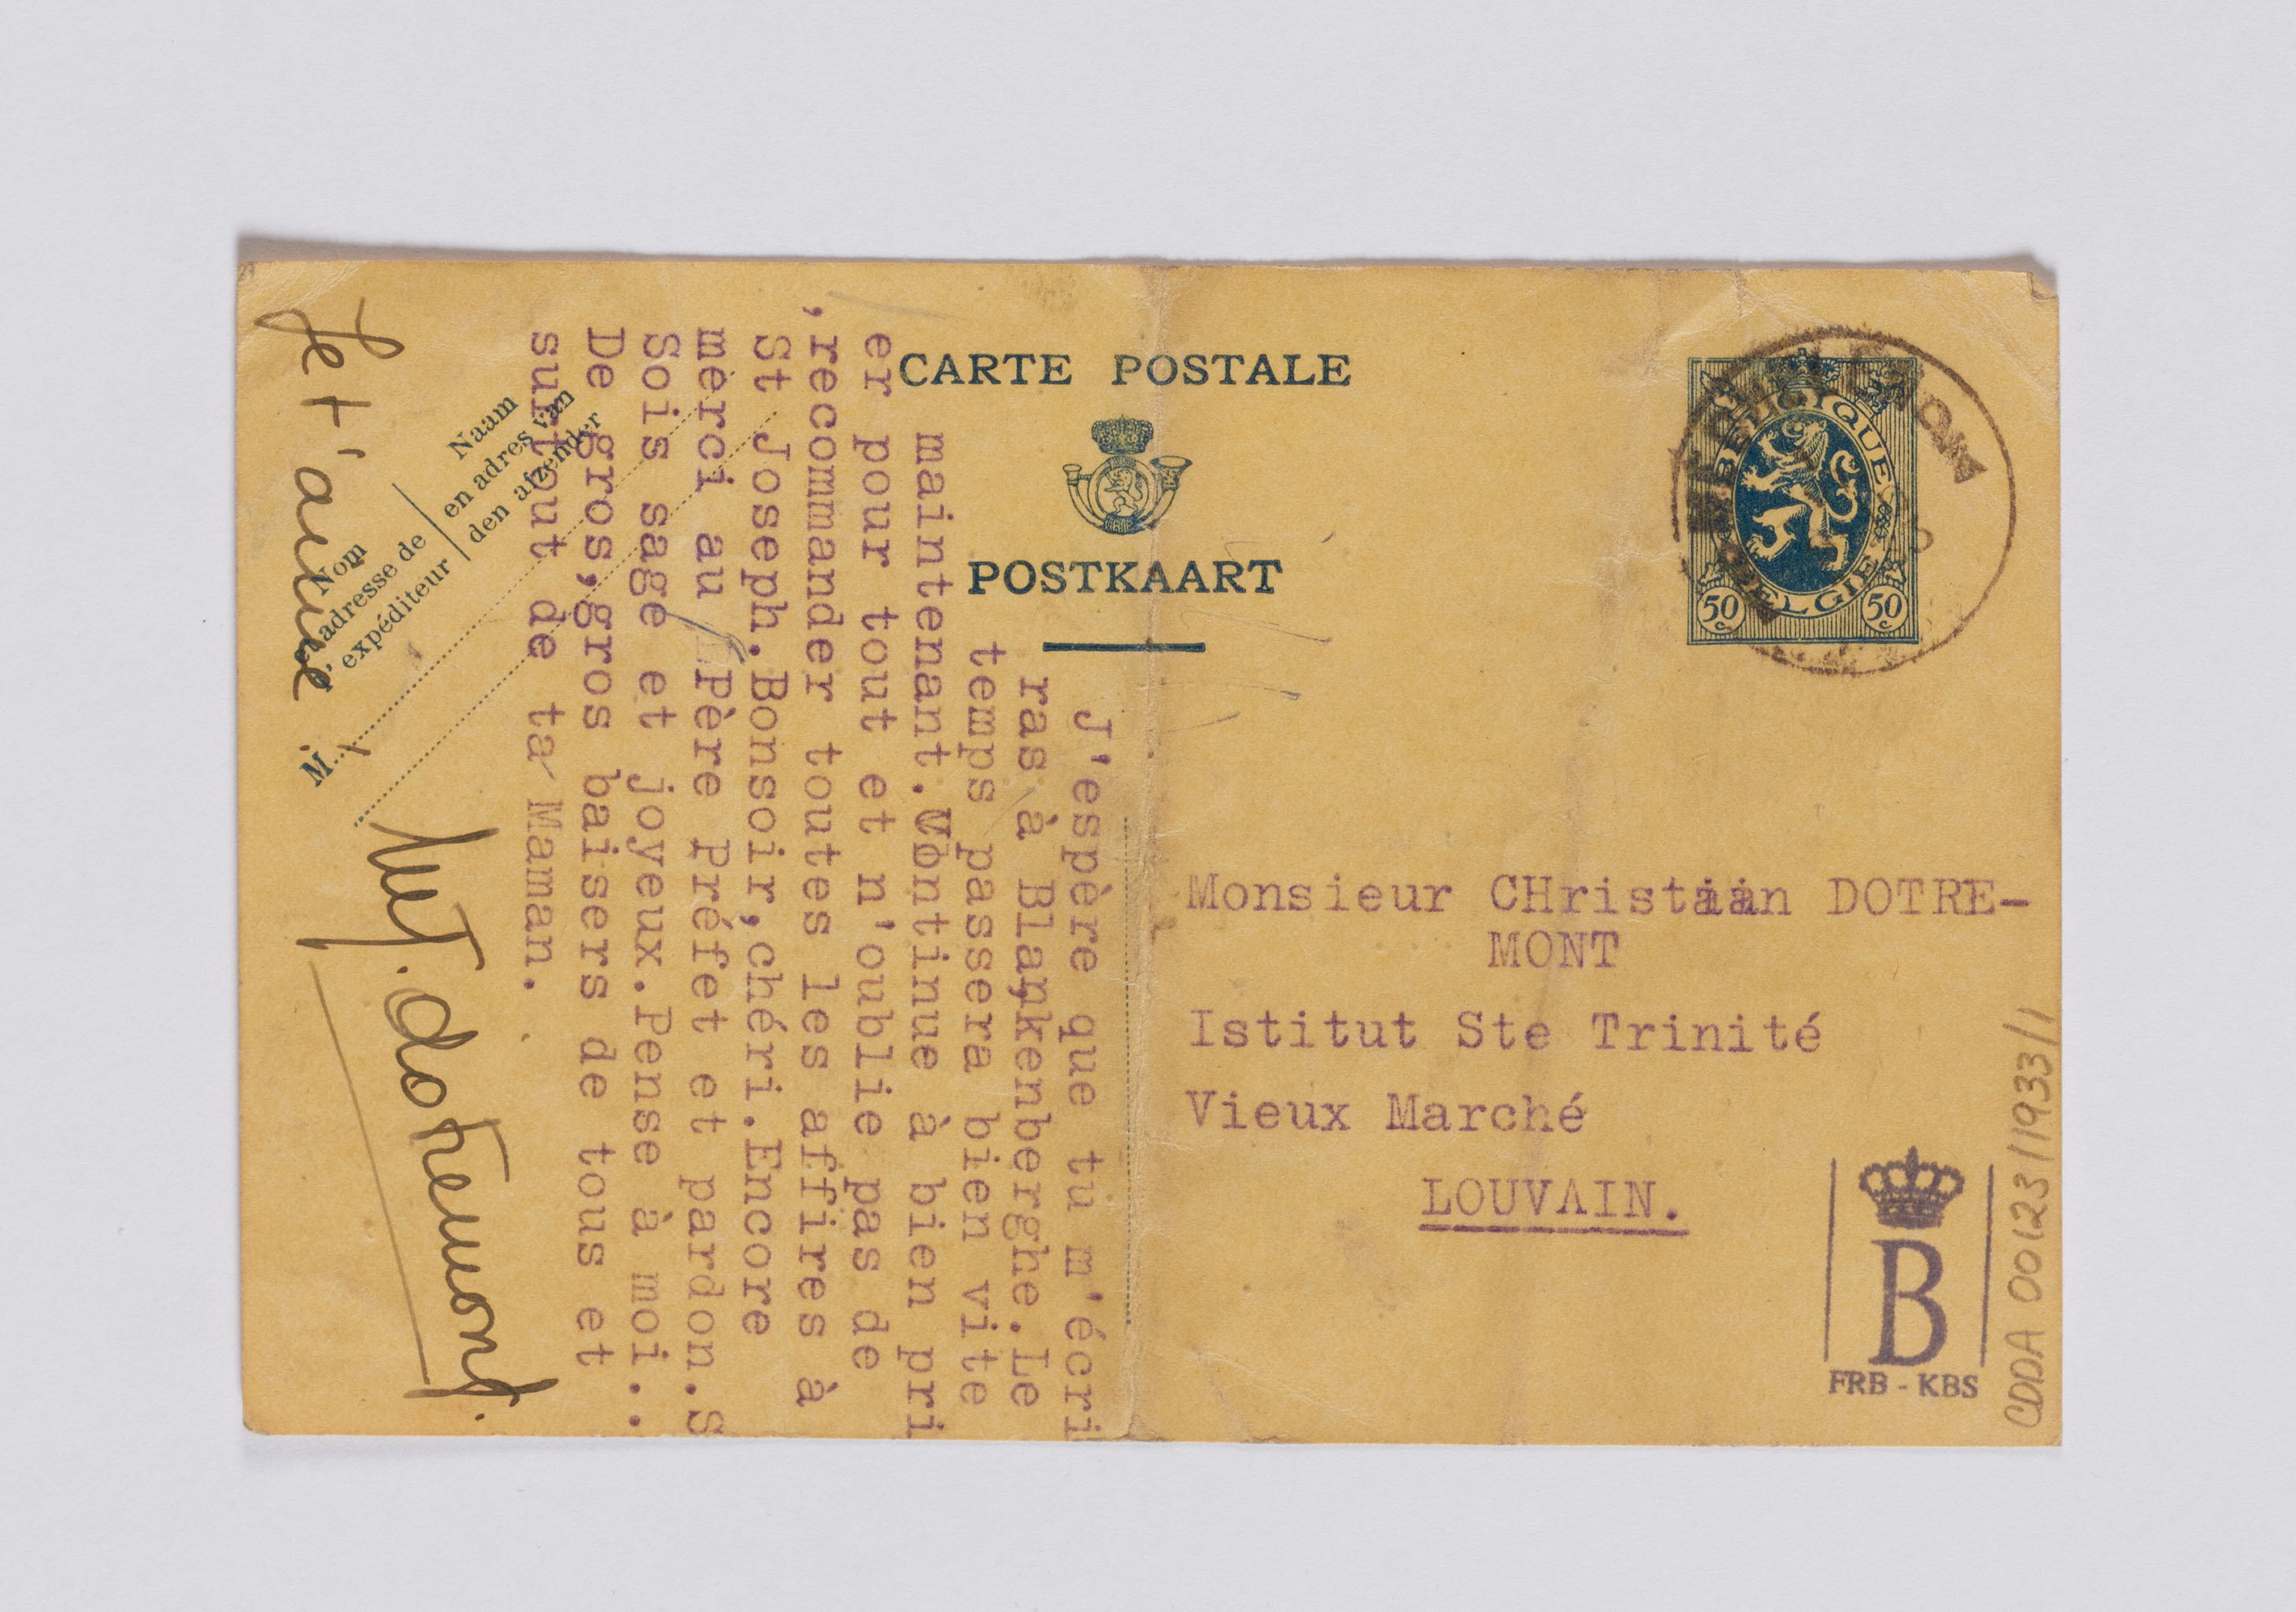 CARTE POSTALE
POSTKAART
BELGIQUE
BELGIE
50 c
50 c
Monsieur CHristiian DOTRE-
MONT
Istitut Ste Trinité
Vieux Marché
LOUVAIN.
B
FRB - KBS
CDDA 00123/1933/1
J'espère que tu m'écri
ras à Blankenberghe.Le
temps passera bien vite
maintenant.Continue à bien pri
er pour tout et n'oublie pas de
,recommander toutes les affires à
St Joseph.Bonsoir,chéri.Encore
merci au Père Préfet et pardon.S
Sois sage et joyeux.Pense à moi..
De gros,gros baisers de tous et
surtout de ta Maman.
Naam
en adres van
den afzender
Nom
adresse de
expéditeur
M.
Je t'aime
dotremont.